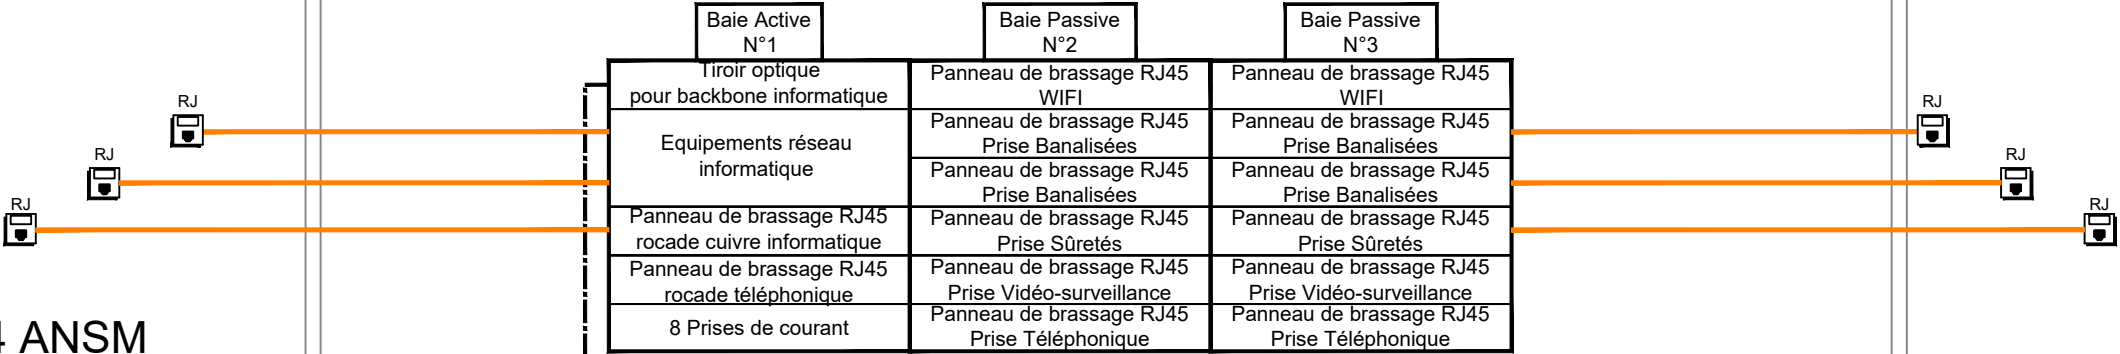 Baie Active
N°1
Baie Passive
N°2
Baie Passive
N°3
Tiroir optique
pour backbone informatique
Panneau de brassage RJ45
WIFI
Panneau de brassage RJ45
WIFI
RJ
RJ
Equipements réseau
informatique
Panneau de brassage RJ45
Prise Banalisées
Panneau de brassage RJ45
Prise Banalisées
RJ
RJ
Panneau de brassage RJ45
Prise Banalisées
Panneau de brassage RJ45
Prise Banalisées
RJ
RJ
Panneau de brassage RJ45
rocade cuivre informatique
Panneau de brassage RJ45
Prise Sûretés
Panneau de brassage RJ45
Prise Sûretés
Panneau de brassage RJ45
rocade téléphonique
Panneau de brassage RJ45
Prise Vidéo-surveillance
Panneau de brassage RJ45
Prise Vidéo-surveillance
8 Prises de courant
Panneau de brassage RJ45
Prise Téléphonique
Panneau de brassage RJ45
Prise Téléphonique
ANSM